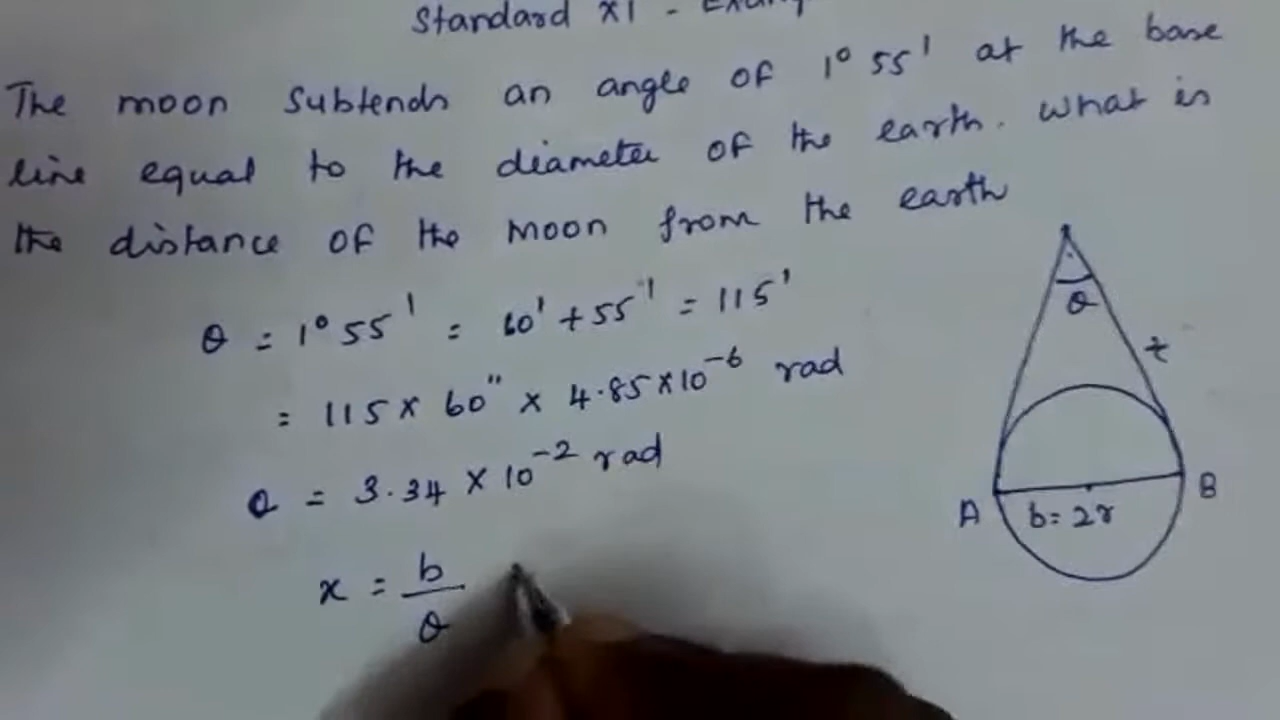 Standard XI -
The moon subtends an angle of 1° 55' at the base
line equal to the diameter of the earth. What is
the distance of the moon from the earth
θ = 1° 55' = 60' + 55' = 115'
= 115 × 60" × 4.85×10⁻⁶ rad
θ = 3.34 × 10⁻² rad
x = b/θ
θ
x
A
b = 2r
B